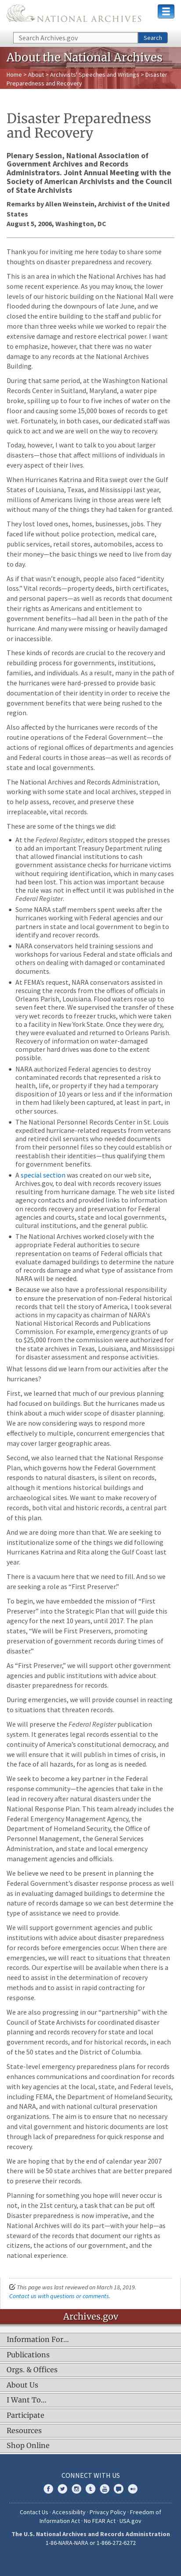 NATIONAL ARCHIVES
Search Archives.gov
Search
About the National Archives
Home > About > Archivists' Speeches and Writings > Disaster
Preparedness and Recovery
Disaster Preparedness
and Recovery
Plenary Session, National Association of
Government Archives and Records
Administrators. Joint Annual Meeting with the
Society of American Archivists and the Council
of State Archivists
Remarks by Allen Weinstein, Archivist of the United
States
August 5, 2006, Washington, DC
Thank you for inviting me here today to share some
thoughts on disaster preparedness and recovery.
This is an area in which the National Archives has had
recent experience. As you may know, the lower
levels of our historic building on the National Mall were
flooded during the downpours of late June, and we
closed the entire building to the staff and public for
more than three weeks while we worked to repair the
extensive damage and restore electrical power. I want
to emphasize, however, that there was no water
damage to any records at the National Archives
Building.
During that same period, at the Washington National
Records Center in Suitland, Maryland, a water pipe
broke, spilling up to four to five inches of water on the
floor and causing some 15,000 boxes of records to get
wet. Fortunately, in both cases, our dedicated staff was
quick to act and we are well on the way to recovery.
Today, however, I want to talk to you about larger
disasters—those that affect millions of individuals in
every aspect of their lives.
When Hurricanes Katrina and Rita swept over the Gulf
States of Louisiana, Texas, and Mississippi last year,
millions of Americans living in those areas were left
without many of the things they had taken for granted.
They lost loved ones, homes, businesses, jobs. They
faced life without police protection, medical care,
public services, retail stores, automobiles, access to
their money—the basic things we need to live from day
to day.
As if that wasn't enough, people also faced “identity
loss.” Vital records—property deeds, birth certificates,
and personal papers—as well as records that document
their rights as Americans and entitlements to
government benefits—had all been in the path of the
hurricane. And many were missing or heavily damaged
or inaccessible.
These kinds of records are crucial to the recovery and
rebuilding process for governments, institutions,
families, and individuals. As a result, many in the path of
the hurricanes were hard-pressed to provide basic
documentation related to their identity and their
property while seeking to rebuild their lives in the
region.
Also affected by the hurricanes were records of the
routine operations of the Federal Government—the
actions of regional offices of departments and agencies
and Federal courts in those areas—as well as of state
and local governments.
The National Archives and Records Administration,
working with some state and local archives, stepped in
to help assess, recover, and preserve these
irreplaceable, vital records.
These are some of the things we did:
At the Federal Register, editors stopped the presses
to add an important Treasury Department ruling
that allowed financial institutions to cash
government assistance checks for hurricane victims
without requiring identification, which in many cases
had been lost. This action was important because
the rule was not in effect until it was published in the
Federal Register.
Some NARA staff members spent weeks after the
hurricanes working with Federal agencies and our
partners at our side and local government to begin to
identify and recover records.
NARA conservators held training sessions and
workshops for various Federal and state officials and
others on dealing with damaged or contaminated
documents.
At FEMA's request, NARA conservators assisted in
rescuing the records from the offices of officials in
Orleans Parish, Louisiana. Flood waters rose up to
seven feet there. We supervised the transfer of these
very wet records to freezer trucks, which were taken
to a facility in New York State. Once they were dry,
they were evaluated and returned to Orleans Parish.
Recovery of information on water-damaged or
hard drives has been done to the extent
possible.
NARA authorized Federal agencies to destroy
contaminated records that represented a risk to
health, life, or property if they had been a temporary
disposition of 10 years or less and when their content
had been captured electronically, at least in part, in
other sources.
The National Personnel Records Center in St. Louis
expedited hurricane-related requests from veterans
and retired civil servants who needed documents
from their personnel files to help rebuild or
reestablish their identities—to qualifying them
for government benefits.
A special section was created on our web site,
Archives.gov, to deal with records recovery issues
resulting from hurricane damage. The web site listed
agencies and groups that could provide information
on records recovery and preservation for Federal
agencies and courts, state and local governments,
cultural institutions, and the general public.
The National Archives worked closely with the
appropriate Federal authorities to secure
deployments on teams of Federal officials that
evaluate damage to records to ensure the ultimate
records damage and what type of assistance from
NARA will be needed.
Because we also have a professional responsibility
to ensure the preservation of non-Federal historical
records that tell the story of America, I took several
actions in my capacity as chairman of NARA's
National Historical Records and Publications
Commission. For example, emergency grants of up
to $25,000 from the commission were authorized for
the state archives in Texas, Louisiana, and Mississippi
for disaster assessment and response activities.
What lessons did we learn from our activities after the
hurricanes?
First, we learned that much of our previous planning
had focused on buildings. But the hurricanes made us
think about a much wider scope of disaster planning.
We are now considering ways to respond more
effectively to emergencies and disasters that may
cover larger geographic areas.
Second, we also learned that the National Response
Plan, which governs how the Federal Government
responds to natural disasters, is silent on records,
although it mentions historical buildings and
archaeological sites. We want to make recovery of
records, both vital and historic records, a central part
of this plan.
And we are doing more than that. We are seeking to
institutionalize some of the things we did following
Hurricanes Katrina and Rita along the Gulf Coast last
year.
There is a vacuum here that we need to fill. And so we
are seeking a role as “First Preserver.”
To begin, we have embedded the mission of “First
Preserver” into the Strategic Plan that will guide this
agency for the next 10 years, until 2017. The plan
states, “We will be First Preservers, promoting
preservation of government records during times of
disaster.”
As “First Preserver,” we will support other government
agencies and public institutions with advice about
disaster preparedness for records.
During emergencies, we will provide counsel in reacting
to situations that threaten records.
We will preserve the Federal Register publication
system. It generates legal records essential to the
continuity of America's constitutional democracy, and
we will ensure that it will publish in times of crisis, in
the face of all hazards, for as long as is needed.
We seek to become a key partner in the Federal
response community—the agencies that take in the
lead in any recovery after natural disasters under the
National Response Plan. This team already includes the
Federal Emergency Management Agency, the
Department of Homeland Security, the Office of
Personnel Management, the General Services
Administration, and state and local emergency
management agencies and officials.
We believe we need to be present in the planning of the
Federal Government's disaster response process as well
as in evaluating damaged buildings to determine the
nature of damage to records so we can determine the
type of assistance we need to provide.
We will support government agencies and public
institutions with advice about disaster preparedness
for records in emergencies. When there are
emergencies, we will react to situations that threaten
records. Our emergency response will be where it is a
need to assist in the determination of recovery
methods and to assist in rapid contracting for
response.
We are also progressing in our “partnership” with the
Council of State Archivists for coordinated disaster
planning and records recovery for state and local
government records, and for historical records, in each
of the 50 states and the District of Columbia.
State-level emergency preparedness plans for records
enhances communications and coordination for records
with key agencies at the local, state, and Federal levels,
including FEMA, the Department of Homeland Security,
and NARA, and with national cultural preservation
organizations. The aim is to ensure no necessary or
vital government historic records are ever lost to us
through lack of or inadequate preparedness.
We are hoping that by the end of calendar year 2007
there will be 50 state archives that are better prepared
to preserve their records.
Planning for something you hope will never occur
is not, in the 21st century, a task that can be put off.
Disaster preparedness is now an imperative, and the
National Archives will do its part—with your help—as
stewards of the records that document our rights as
citizens, the actions of our government, and our
national experience.
This page was last reviewed on March 18, 2019.
Contact us with questions or comments.
Archives.gov
Information For…
Publications
Orgs. & Offices
About Us
I Want To…
Participate
Resources
Shop Online
CONNECT WITH US
Contact Us · Accessibility · Privacy Policy · Freedom of
Information Act · No FEAR Act · USA.gov
The U.S. National Archives and Records Administration
1-86-NARA-NARA or 1-866-272-6272